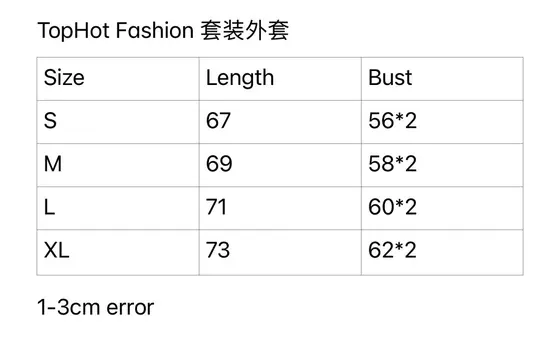 TopHot Fashion 套装外套
Size Length Bust
S 67 56*2
M 69 58*2
L 71 60*2
XL 73 62*2
1-3cm error